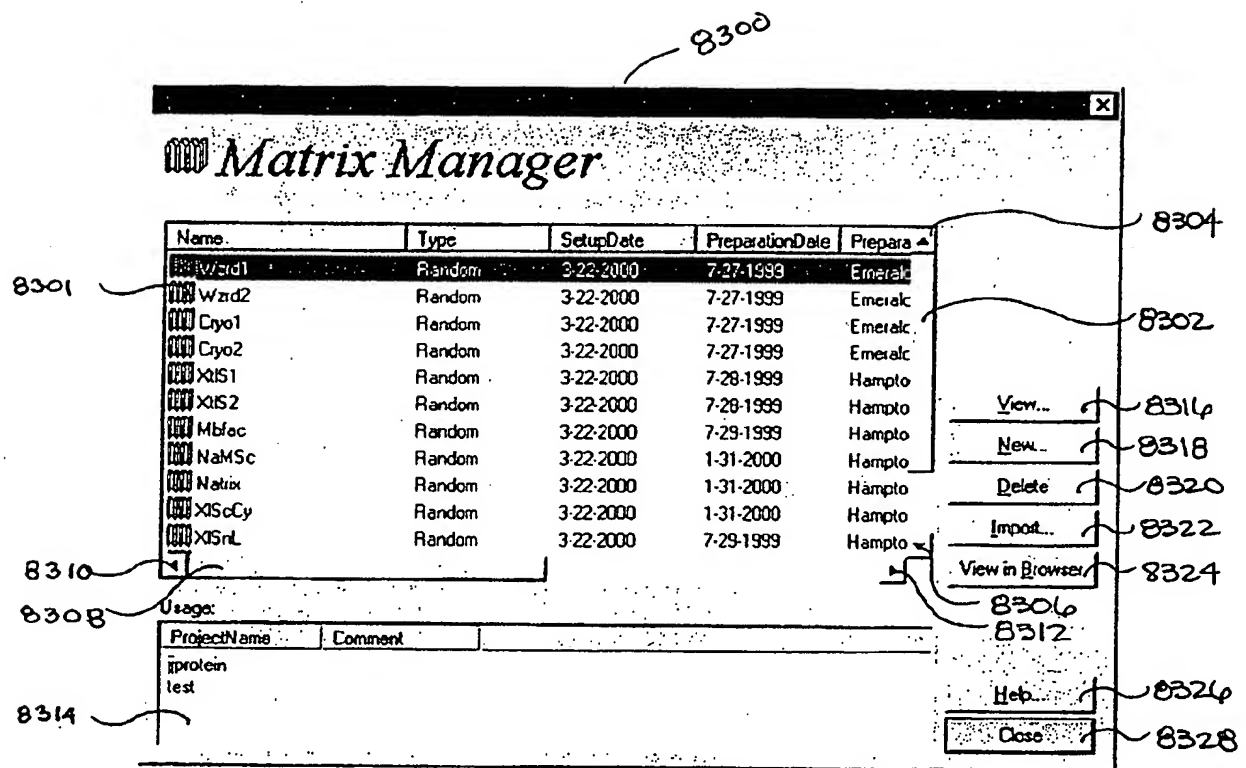 8300
Matrix Manager
Name Type SetupDate PreparationDate Prepara
8304
Wzrd1 Random 3-22-2000 7-27-1999 Emeralc
8301
Wzrd2 Random 3-22-2000 7-27-1999 Emeralc
8302
Cryo1 Random 3-22-2000 7-27-1999 Emeralc
Cryo2 Random 3-22-2000 7-27-1999 Emeralc
XtlS1 Random 3-22-2000 7-28-1999 Hampto
XtlS2 Random 3-22-2000 7-28-1999 Hampto
View... 8316
Mbfac Random 3-22-2000 7-29-1999 Hampto
New... 8318
NaMSc Random 3-22-2000 1-31-2000 Hampto
Natrix Random 3-22-2000 1-31-2000 Hampto
Delete 8320
XlScCy Random 3-22-2000 1-31-2000 Hampto
Import... 8322
XlSnL Random 3-22-2000 7-29-1999 Hampto
8310
View in Browser 8324
8308
8306
8312
Usage:
ProjectName Comment
test
8314
Help... 8326
Close 8328